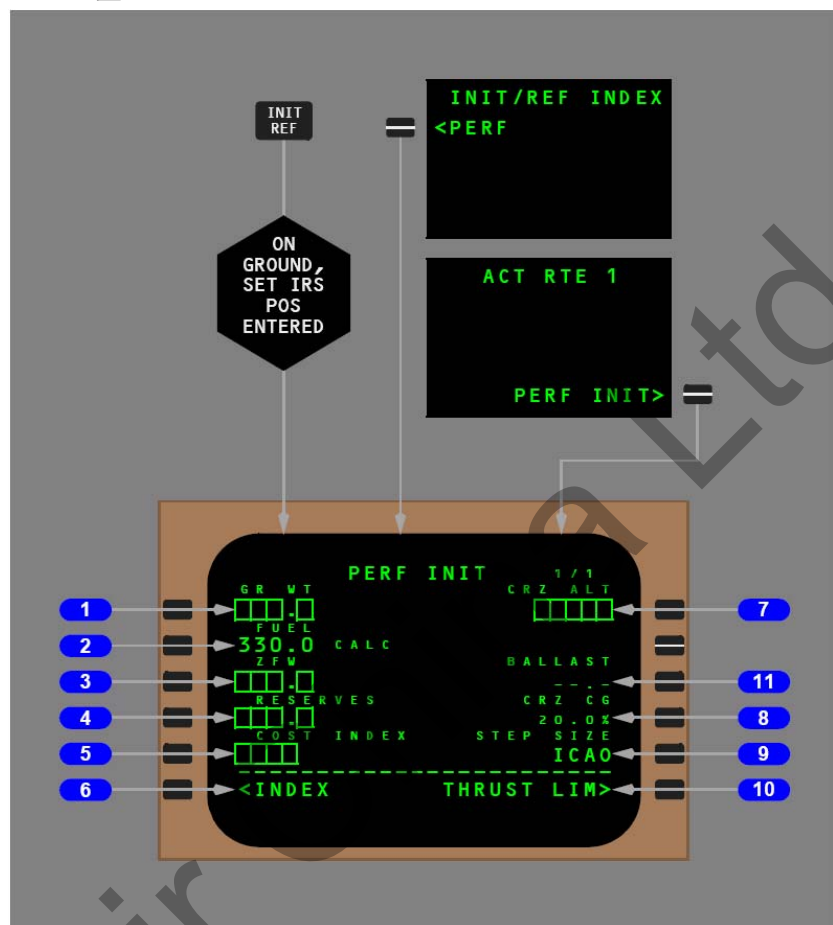 INIT
REF
INIT/REF INDEX
<PERF
ON
GROUND,
SET IRS
POS
ENTERED
ACT RTE 1
PERF INIT>
PERF INIT 1/1
GR WT CRZ ALT
1 .  7
FUEL
2 330.0 CALC
ZFW BALLAST
3 . --.- 11
RESERVES CRZ CG
4 . 20.0% 8
COST INDEX STEP SIZE
5 ICAO 9
6 <INDEX THRUST LIM> 10
Ltd